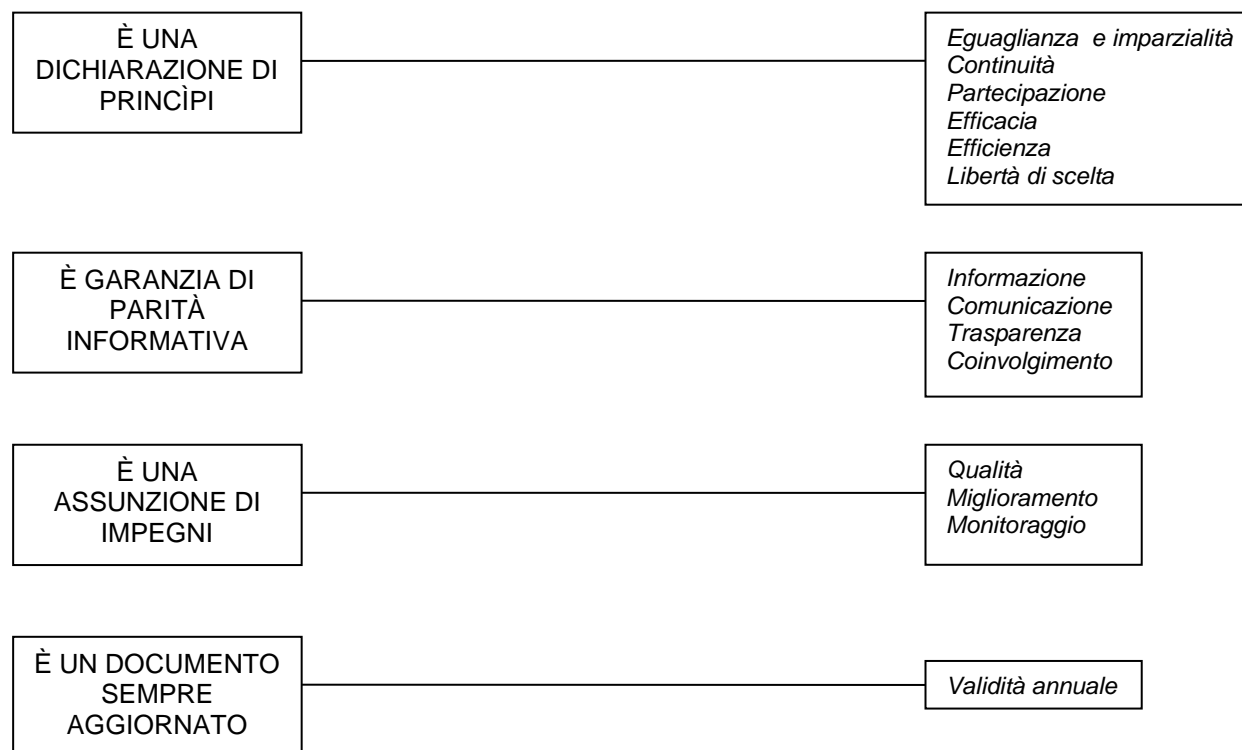 È UNA
DICHIARAZIONE DI
PRINCÌPI
Eguaglianza e imparzialità
Continuità
Partecipazione
Efficacia
Efficienza
Libertà di scelta
È GARANZIA DI
PARITÀ
INFORMATIVA
Informazione
Comunicazione
Trasparenza
Coinvolgimento
È UNA
ASSUNZIONE DI
IMPEGNI
Qualità
Miglioramento
Monitoraggio
È UN DOCUMENTO
SEMPRE
AGGIORNATO
Validità annuale